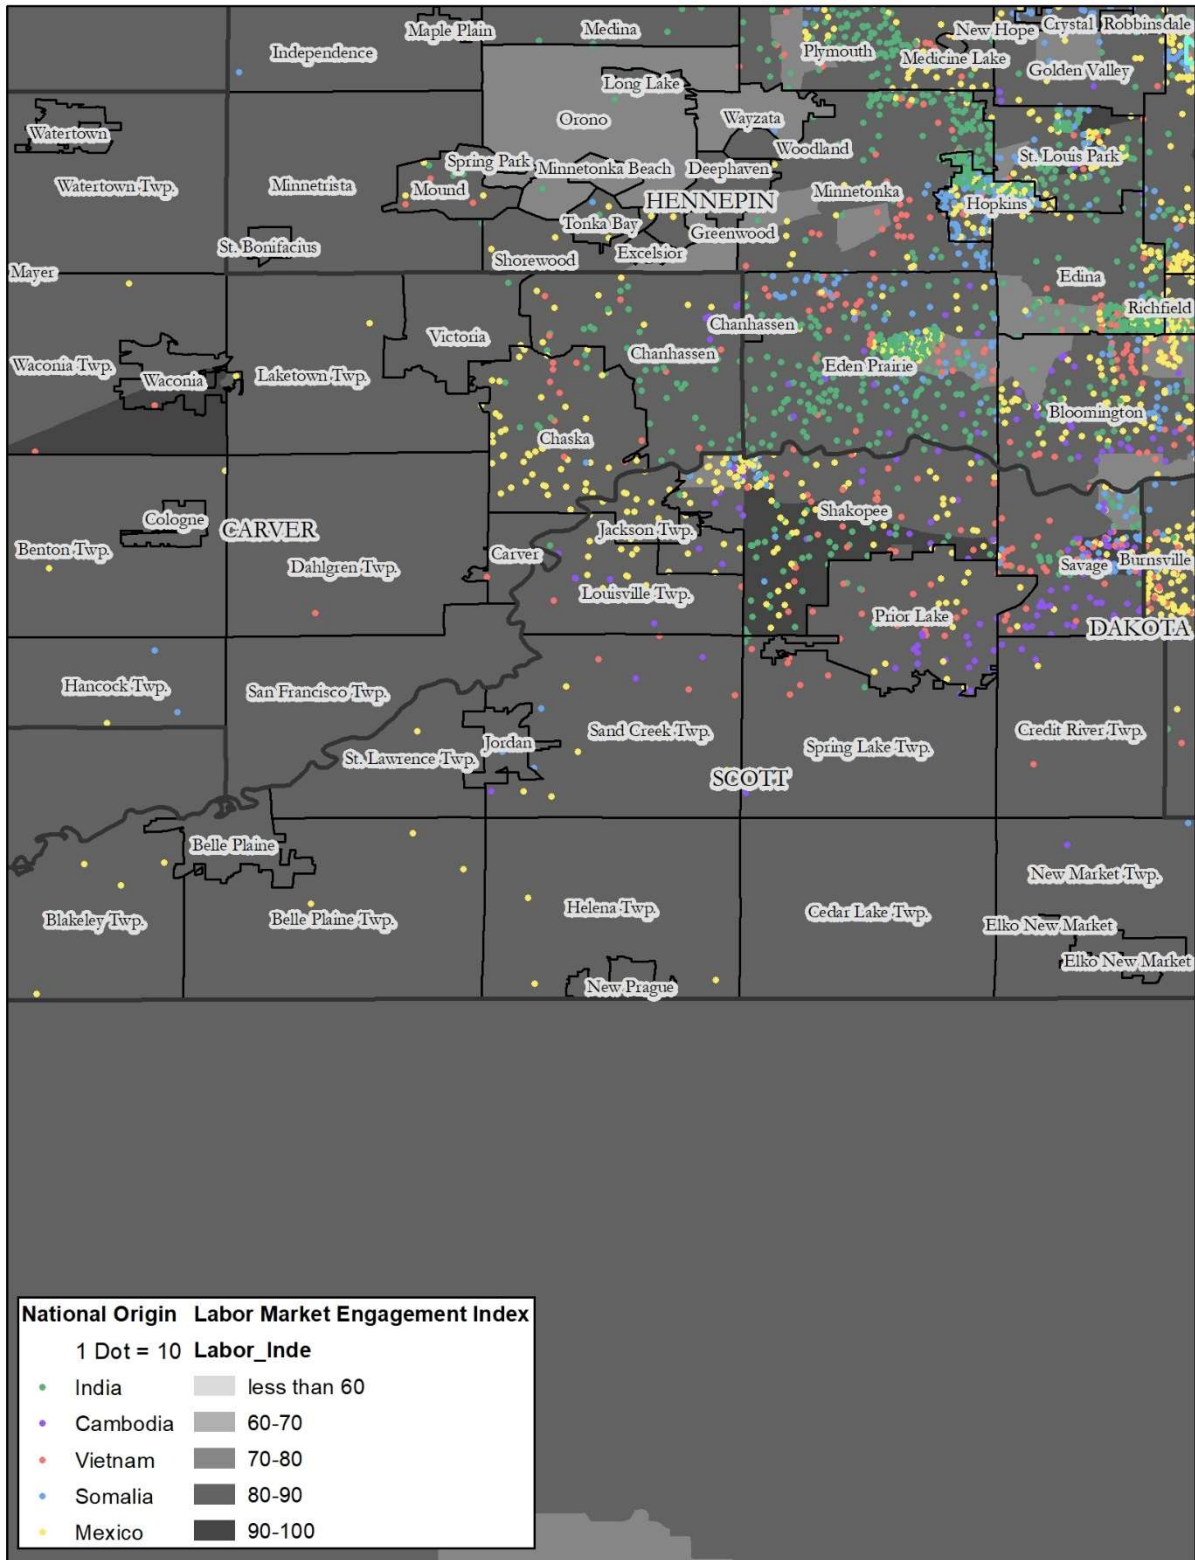 Maple Plain
Medina
New Hope
Crystal
Robbinsdale
Independence
Plymouth
Medicine Lake
Golden Valley
Long Lake
Watertown
Orono
Wayzata
Woodland
St. Louis Park
Watertown Twp.
Minnetrista
Spring Park
Mound
Minnetonka Beach
Deephaven
Minnetonka
HENNEPIN
Hopkins
Tonka Bay
Greenwood
St. Bonifacius
Shorewood
Excelsior
Mayer
Edina
Richfield
Victoria
Chanhassen
Chanhassen
Waconia Twp.
Waconia
Laketown Twp.
Eden Prairie
Bloomington
Chaska
Cologne
CARVER
Jackson Twp.
Shakopee
Benton Twp.
Dahlgren Twp.
Carver
Louisville Twp.
Savage
Burnsville
Prior Lake
DAKOTA
Hancock Twp.
San Francisco Twp.
St. Lawrence Twp.
Jordan
Sand Creek Twp.
Spring Lake Twp.
Credit River Twp.
SCOTT
Belle Plaine
New Market Twp.
Blakeley Twp.
Belle Plaine Twp.
Helena Twp.
Cedar Lake Twp.
Elko New Market
Elko New Market
New Prague
National Origin Labor Market Engagement Index
1 Dot = 10 Labor_Inde
India less than 60
Cambodia 60-70
Vietnam 70-80
Somalia 80-90
Mexico 90-100